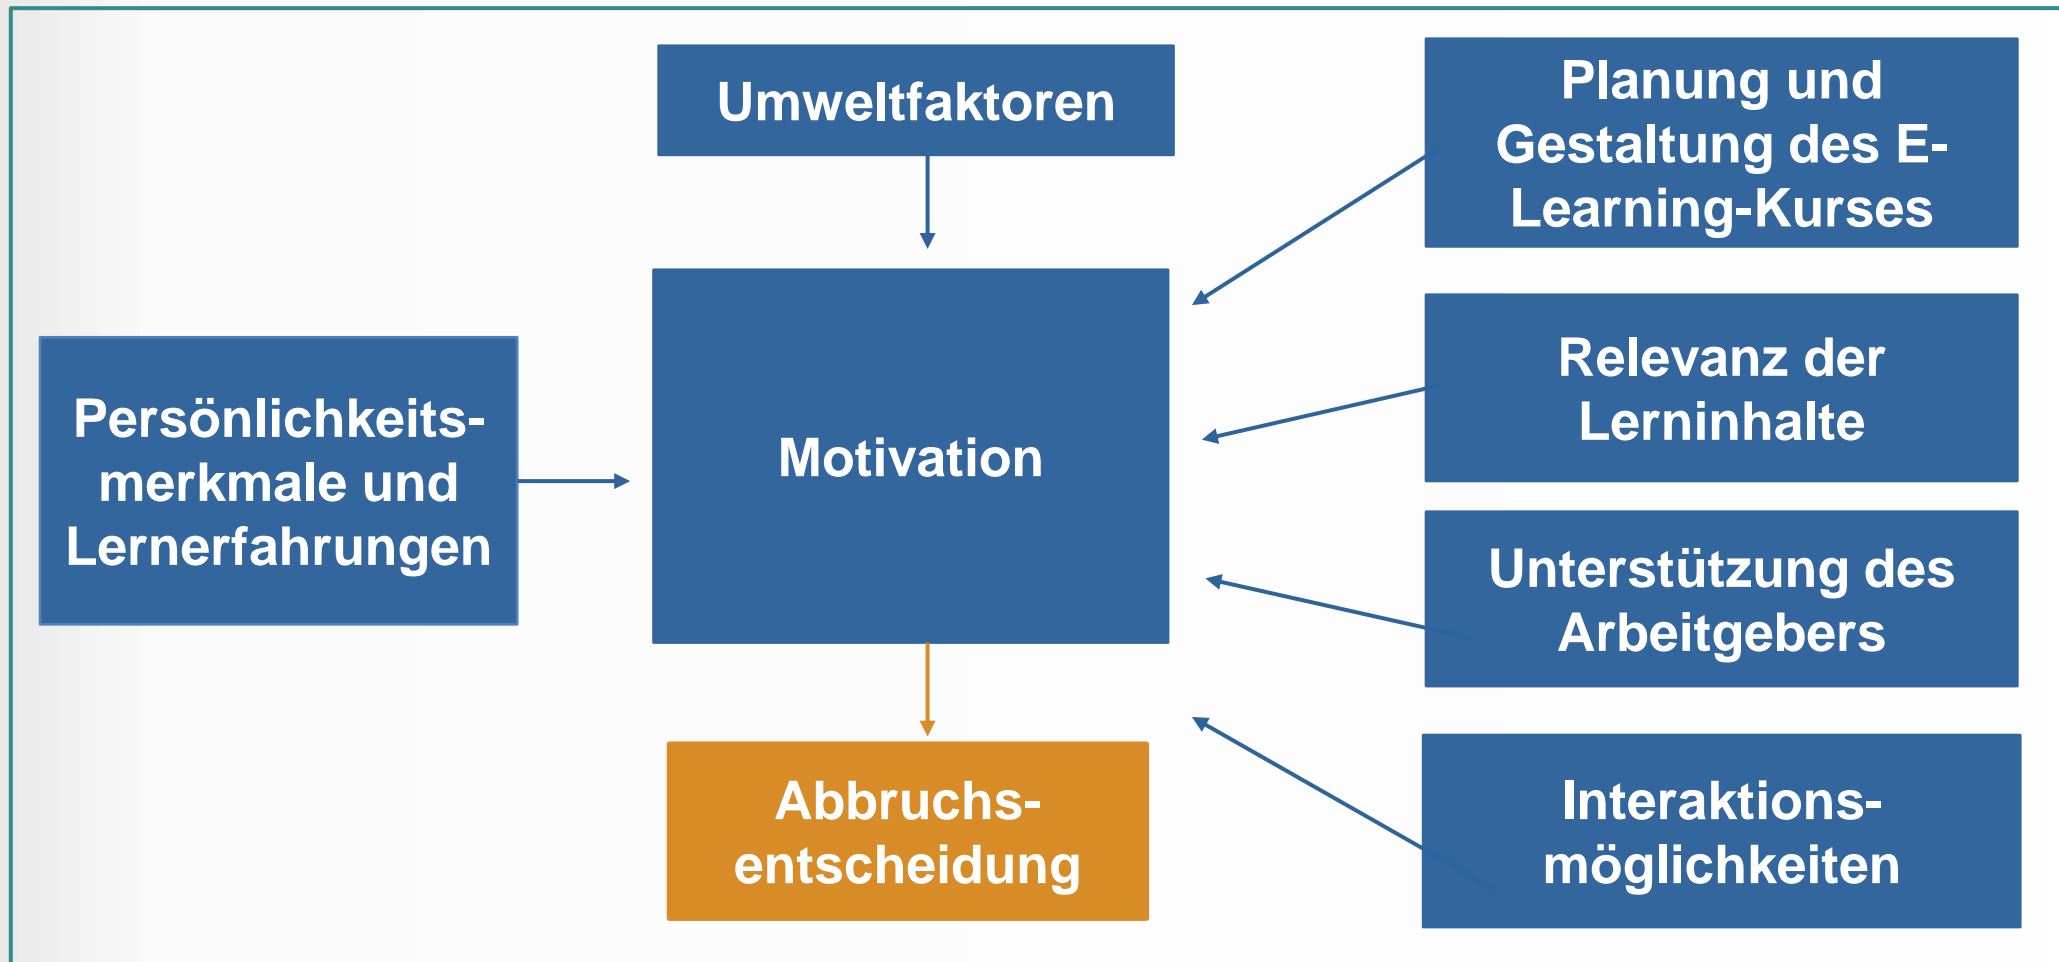 Umweltfaktoren
Planung und
Gestaltung des E-
Learning-Kurses
Persönlichkeits-
merkmale und
Lernerfahrungen
Motivation
Relevanz der
Lerninhalte
Unterstützung des
Arbeitgebers
Abbruchs-
entscheidung
Interaktions-
möglichkeiten